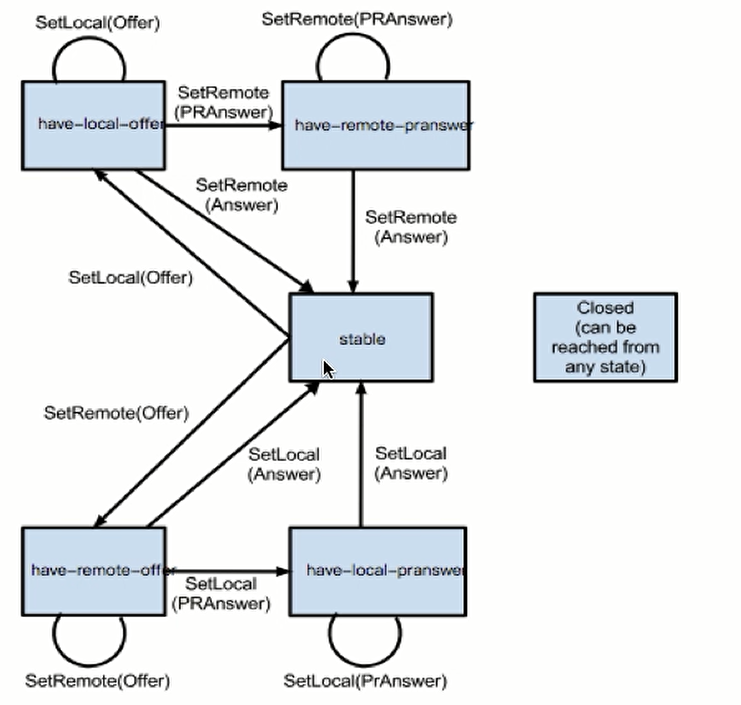 SetLocal(Offer)
SetRemote(PRAnswer)
SetRemote
(PRAnswer)
have-local-offer
have-remote-pranswer
SetRemote
(Answer)
SetRemote
(Answer)
SetLocal(Offer)
Closed
(can be
reached from
any state)
stable
SetRemote(Offer)
SetLocal
(Answer)
SetLocal
(Answer)
have-remote-offer
have-local-pranswer
SetLocal
(PRAnswer)
SetRemote(Offer)
SetLocal(PrAnswer)